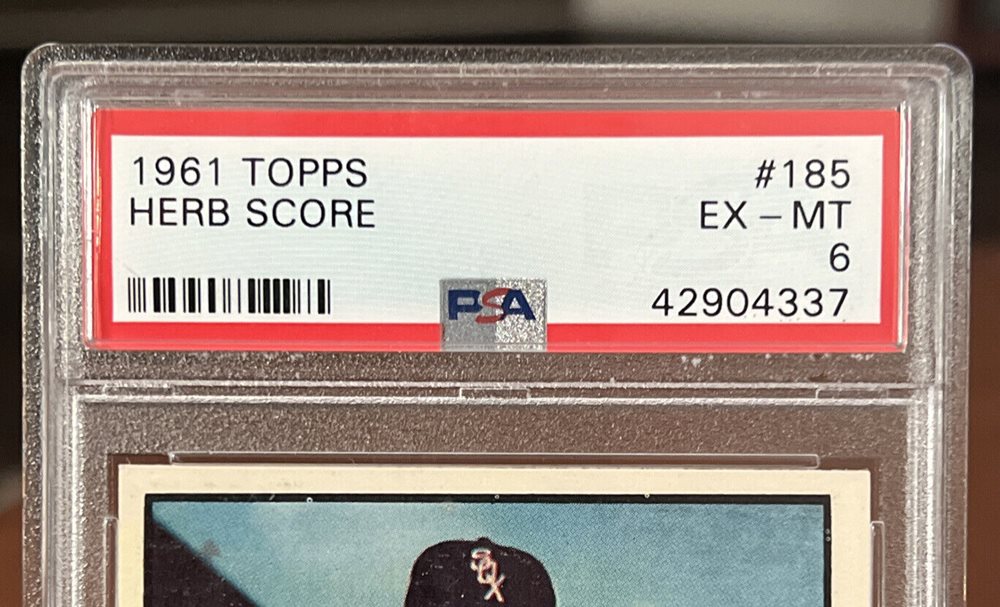 1961 TOPPS #185
HERB SCORE EX – MT
6
PSA 42904337
SOX